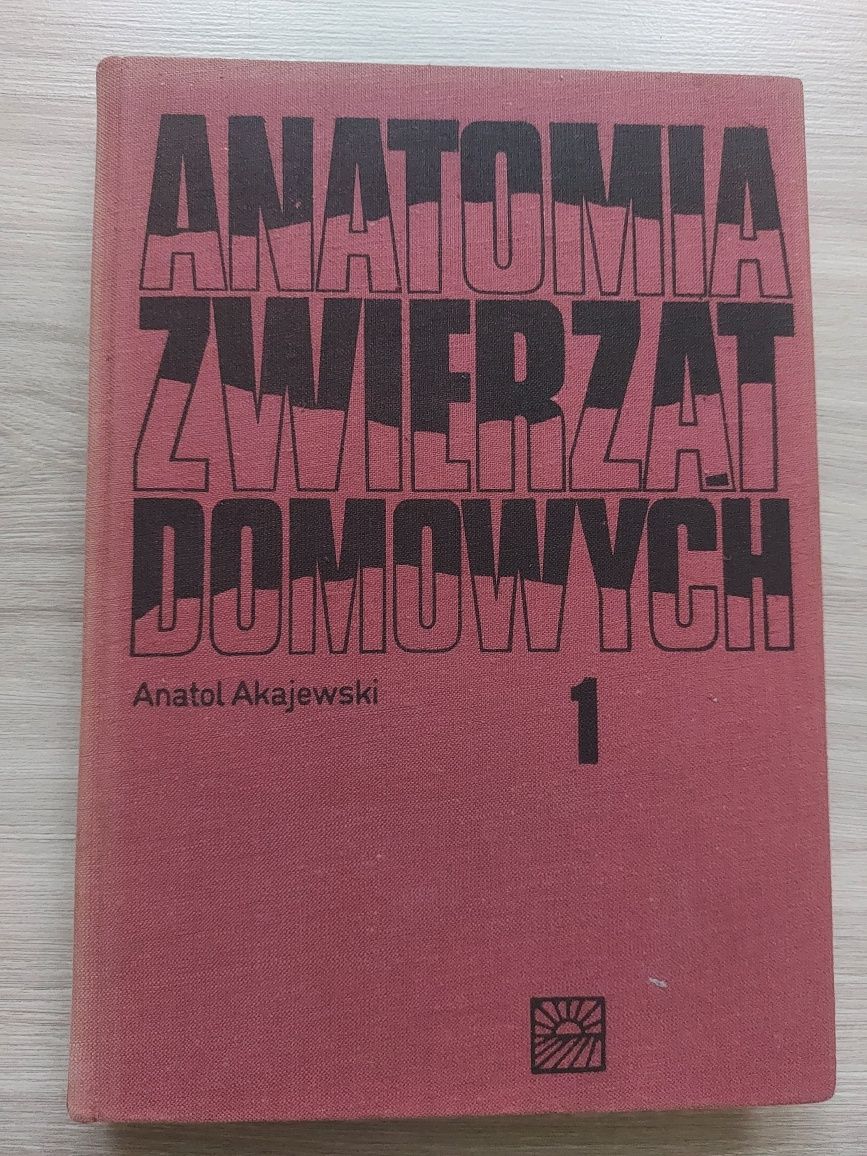 ANATOMIA
ZWIERZĄT
DOMOWYCH
Anatol Akajewski
1